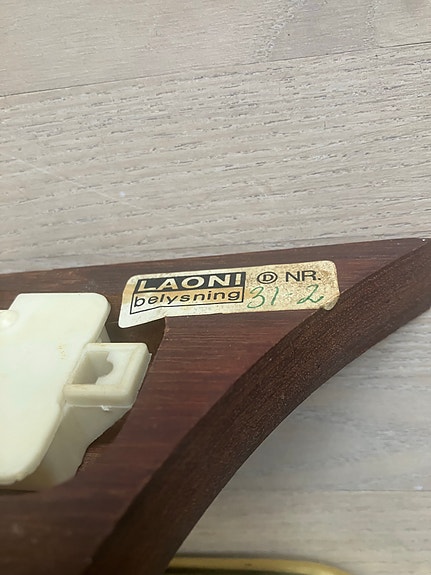 LAONI Ⓓ NR.
belysning 31-2